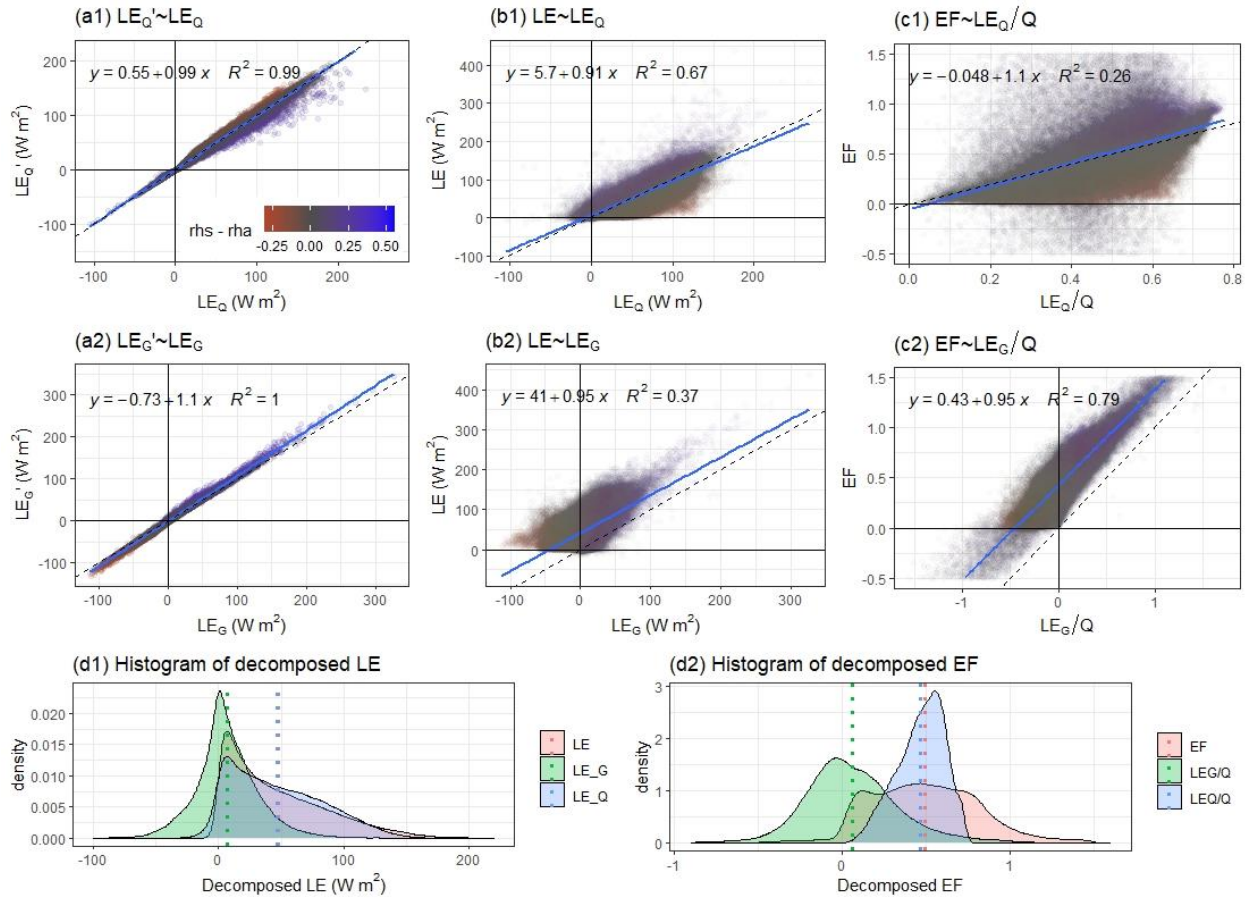 (a1) LEQ'~LEQ
y = 0.55 + 0.99 x R² = 0.99
200
100
0
-100
LEQ' (W m²)
rhs - rha
-0.25 0.00 0.25 0.50
-100 0 100 200
LEQ (W m²)
(b1) LE~LEQ
y = 5.7 + 0.91 x R² = 0.67
400
300
200
100
0
-100
LE (W m²)
0 100 200
-100
LEQ (W m²)
(c1) EF~LEQ/Q
y = −0.048 + 1.1 x R² = 0.26
1.5
1.0
0.5
0.0
-0.5
EF
0.0 0.2 0.4 0.6 0.8
LEQ/Q
(a2) LEG'~LEG
y = −0.73 + 1.1 x R² = 1
300
200
100
0
-100
LEG' (W m²)
-100 0 100 200 300
LEG (W m²)
(b2) LE~LEG
y = 41 + 0.95 x R² = 0.37
400
300
200
100
0
LE (W m²)
-100 0 100 200 300
LEG (W m²)
(c2) EF~LEG/Q
y = 0.43 + 0.95 x R² = 0.79
1.5
1.0
0.5
0.0
-0.5
EF
-1 0 1
LEG/Q
(d1) Histogram of decomposed LE
0.020
0.015
0.010
0.005
0.000
density
-100 0 100 200
Decomposed LE (W m²)
LE
LE_G
LE_Q
(d2) Histogram of decomposed EF
3
2
1
0
density
-1 0 1
Decomposed EF
EF
LEG/Q
LEQ/Q